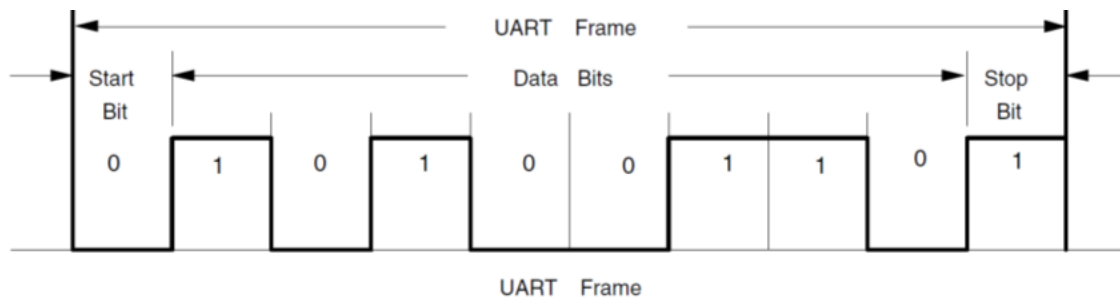 UART Frame
Start Data Bits Stop
Bit Bit
0 1 0 1 0 0 1 1 0 1
UART Frame